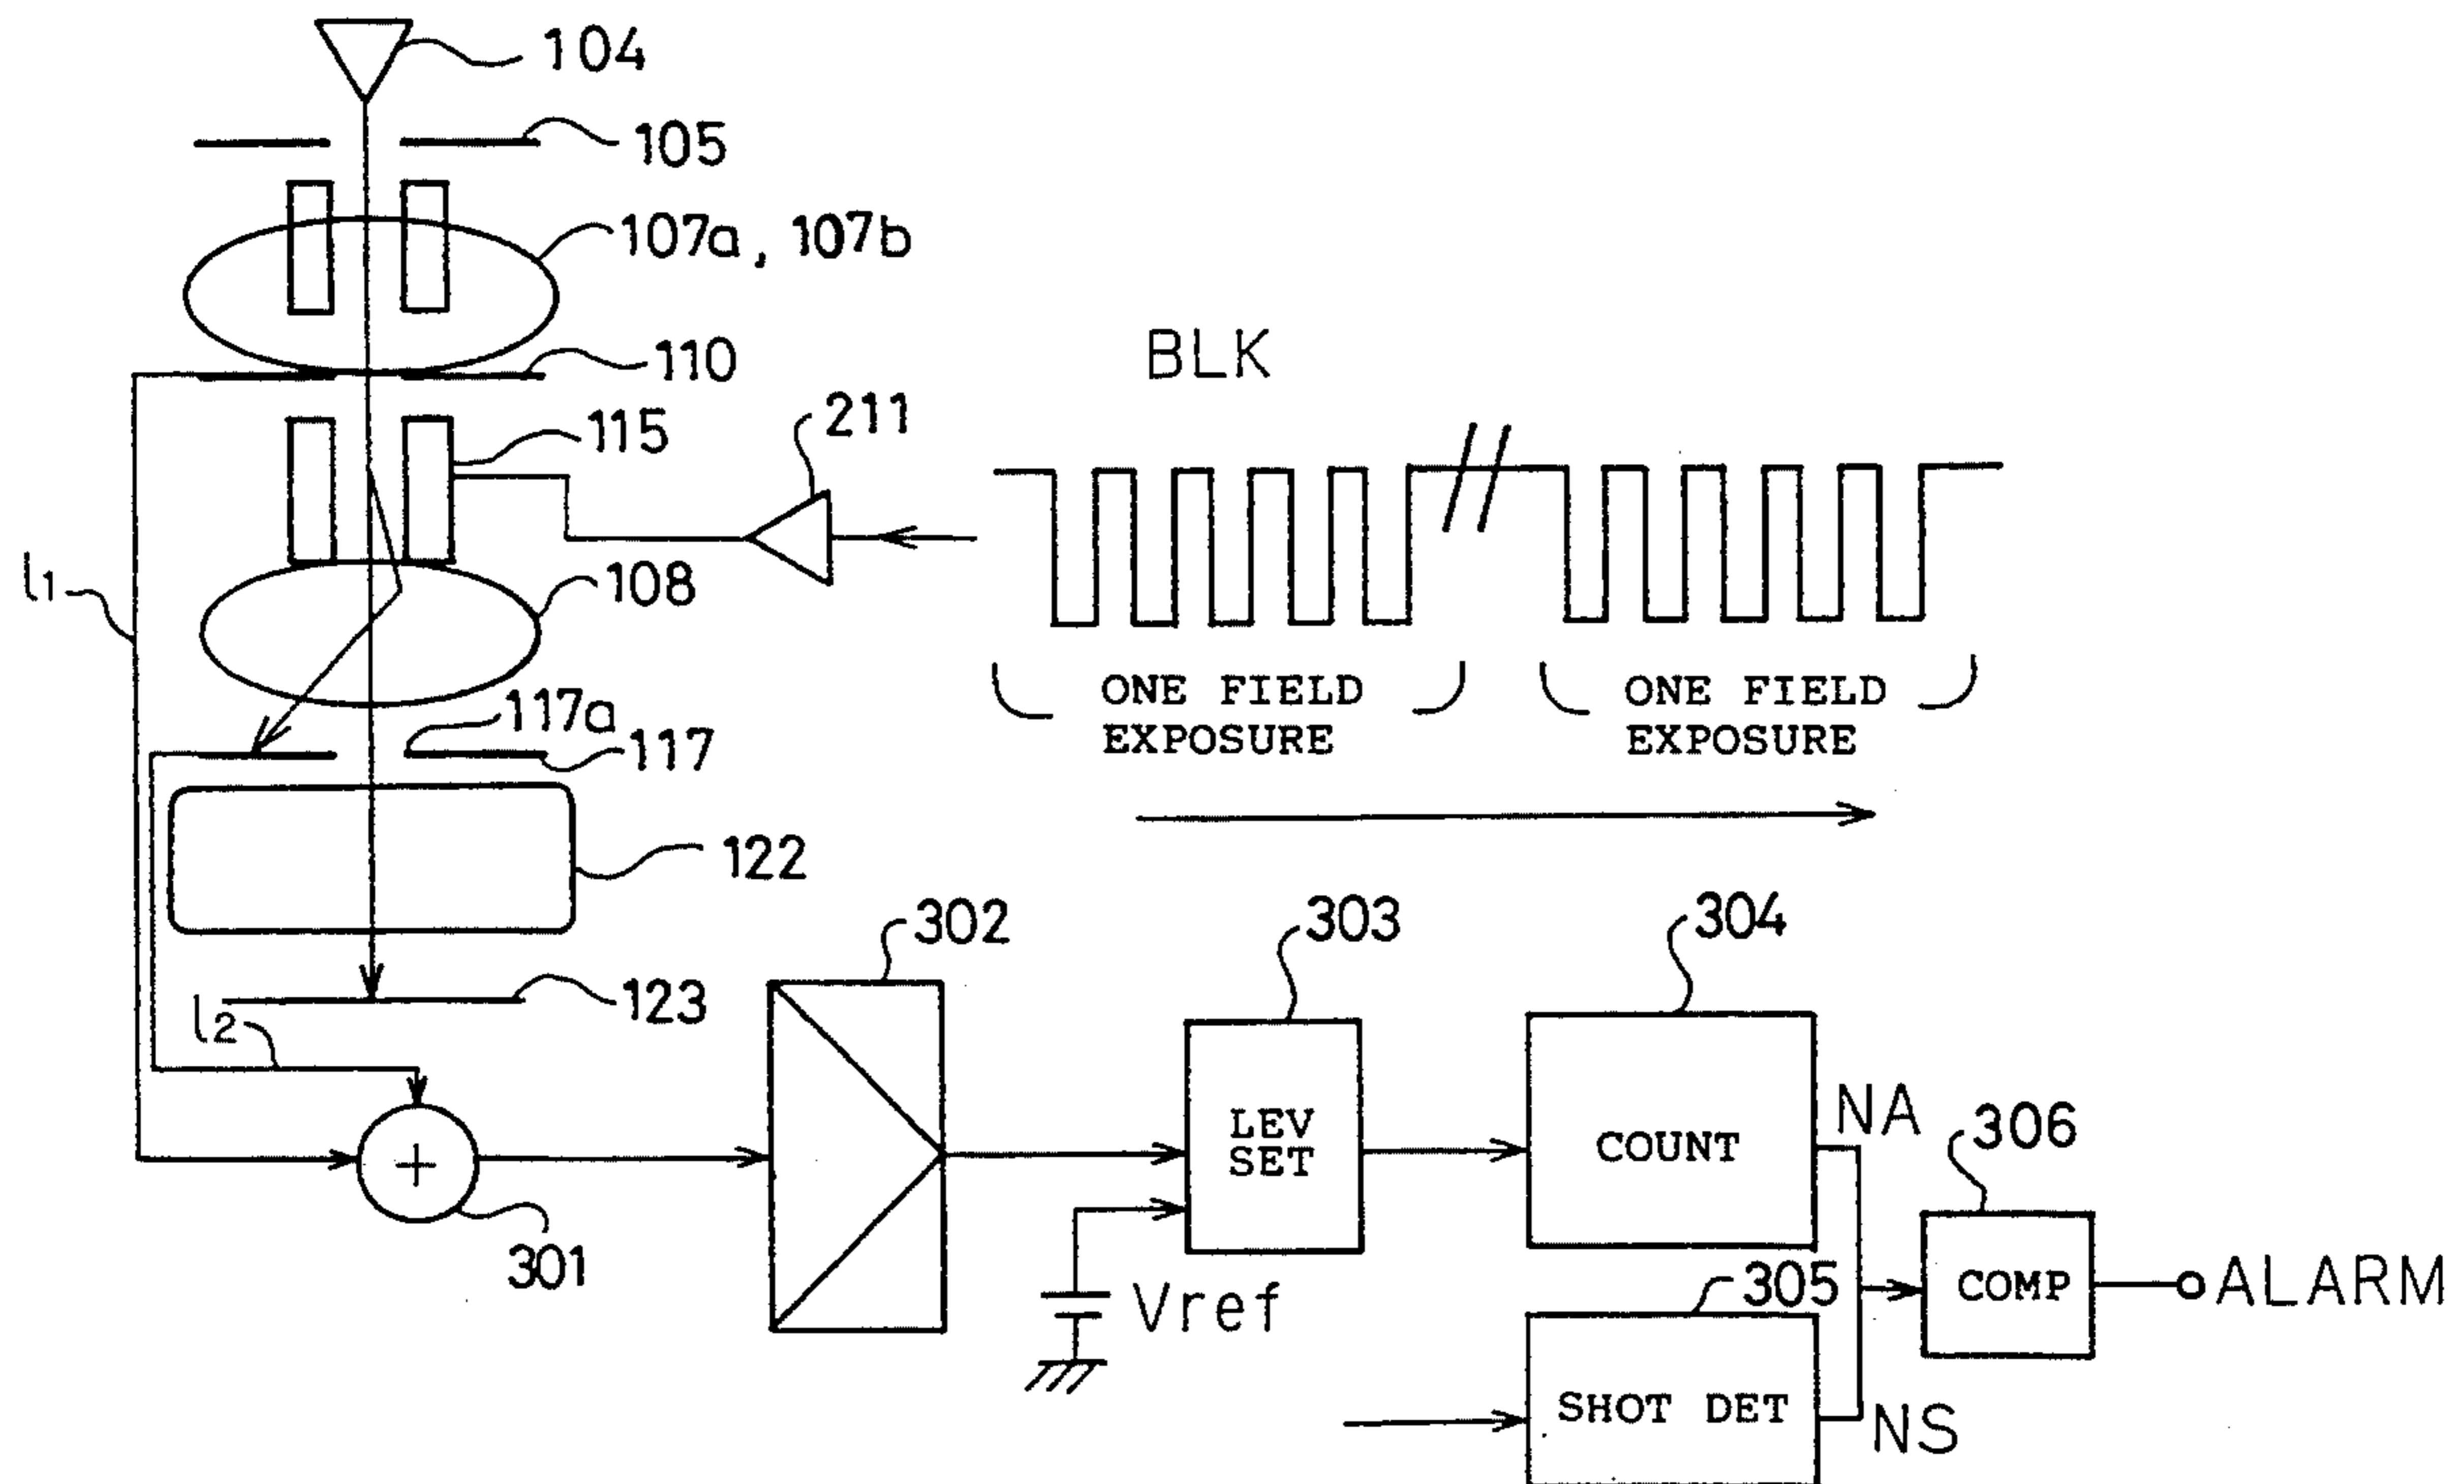 104
105
107a, 107b
110
BLK
211
115
l1
108
ONE FIELD
EXPOSURE
ONE FIELD
EXPOSURE
117a
117
122
302
303
304
123
l2
LEV
SET
COUNT
NA
306
+
301
Vref
305
COMP
ALARM
SHOT DET
NS